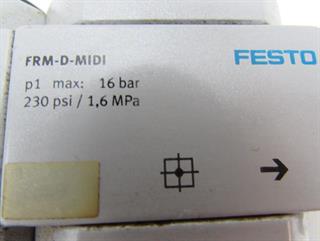 FRM-D-MIDI
FESTO
p1 max: 16 bar
230 psi / 1,6 MPa